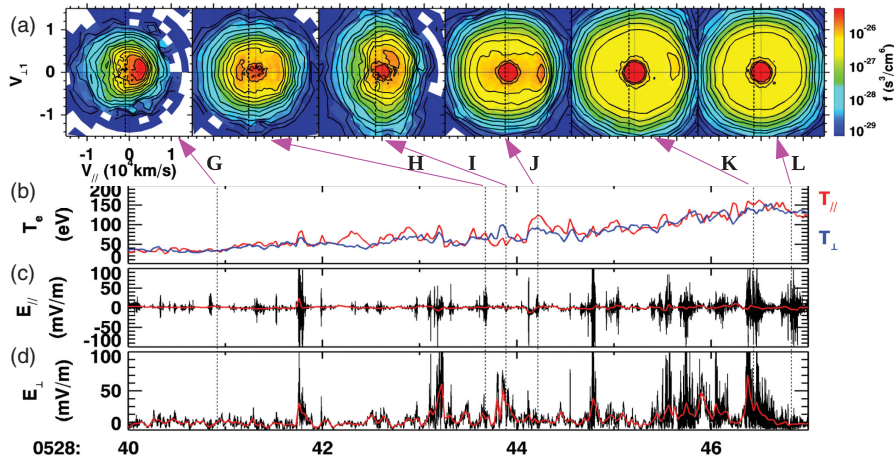 (a)
V⊥1
1
0
-1
-1 0 1
V// (10⁴km/s)
10⁻²⁶
10⁻²⁷
10⁻²⁸
10⁻²⁹
f (s³/cm⁶)
G H I J K L
(b)
Te
(eV)
200
150
100
50
0
T//
T⊥
(c)
E//
(mV/m)
100
50
0
-50
-100
(d)
E⊥
(mV/m)
100
50
0
0528: 40 42 44 46